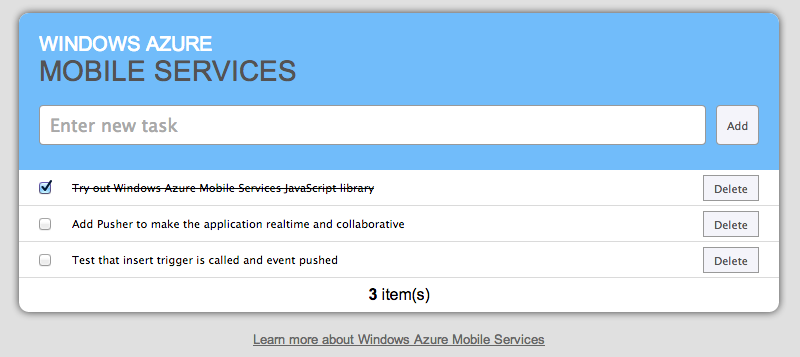 WINDOWS AZURE
MOBILE SERVICES
Enter new task
Add
Try out Windows Azure Mobile Services JavaScript library
Delete
Add Pusher to make the application realtime and collaborative
Delete
Test that insert trigger is called and event pushed
Delete
3 item(s)
Learn more about Windows Azure Mobile Services